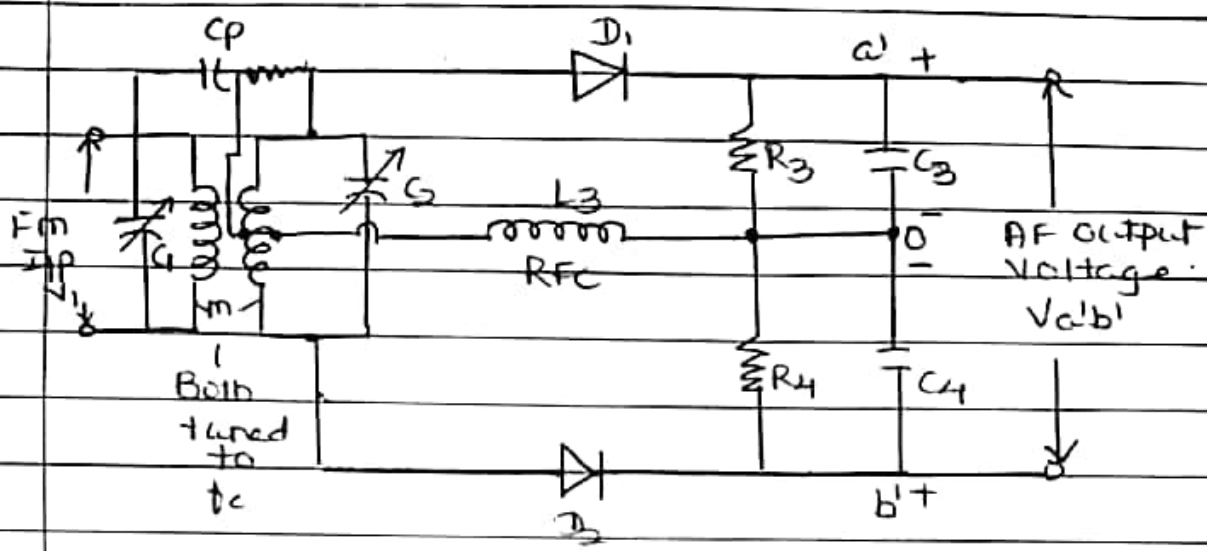 Cp
D1
a' +
R3
C3
C2
L3
RFC
0
-
-
Fm
I/p
V1
C1
m
AF Output
Voltage.
Va'b'
Both
tuned
to
fc
R4
C4
D2
b' +